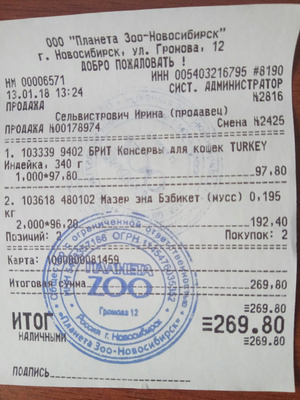 ООО "Планета Зоо-Новосибирск"
г. Новосибирск, ул. Громова, 12
ДОБРО ПОЖАЛОВАТЬ !
НМ 00006571 ИНН 005403216795 #8190
13.01.18 13:24 СИСТ. АДМИНИСТРАТОР
ПРОДАЖА №2816
Сельвистрович Ирина (продавец)
ПРОДАЖА №00178974 Смена №2425
1. 103339 9402 БРИТ Консервы для кошек TURKEY
Индейка, 340 г
1,000*97.80 97.80
2. 103618 480102 Мазер энд Бэбикет (мусс) 0,195
кг
2,000*96.20 192.40
Позиций: 2 Покупок: 2
Карта: 4000000081459
Итоговая сумма 269.80
ИТОГ ≡269.80
НАЛИЧНЫМИ ≡269.80
≡269.80
ПОДПИСЬ
ПЛАНЕТА
ZOO
Громова 12
Россия г. Новосибирск
«Планета Зоо-Новосибирск»